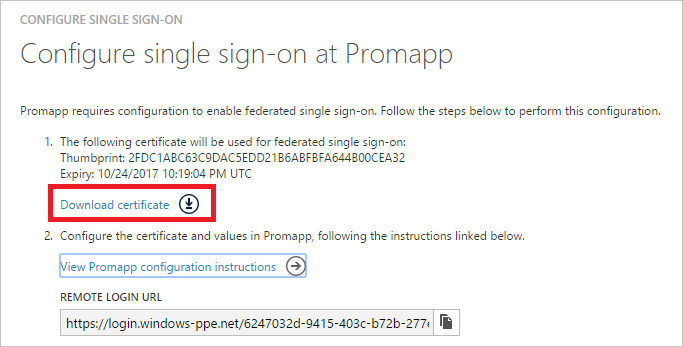 CONFIGURE SINGLE SIGN-ON
Configure single sign-on at Promapp
Promapp requires configuration to enable federated single sign-on. Follow the steps below to perform this configuration.
1. The following certificate will be used for federated single sign-on:
Thumbprint: 2FDC1ABC63C9DAC5EDD21B6ABFBFA644B00CEA32
Expiry: 10/24/2017 10:19:04 PM UTC
Download certificate
2. Configure the certificate and values in Promapp, following the instructions linked below.
View Promapp configuration instructions
REMOTE LOGIN URL
https://login.windows-ppe.net/6247032d-9415-403c-b72b-277e